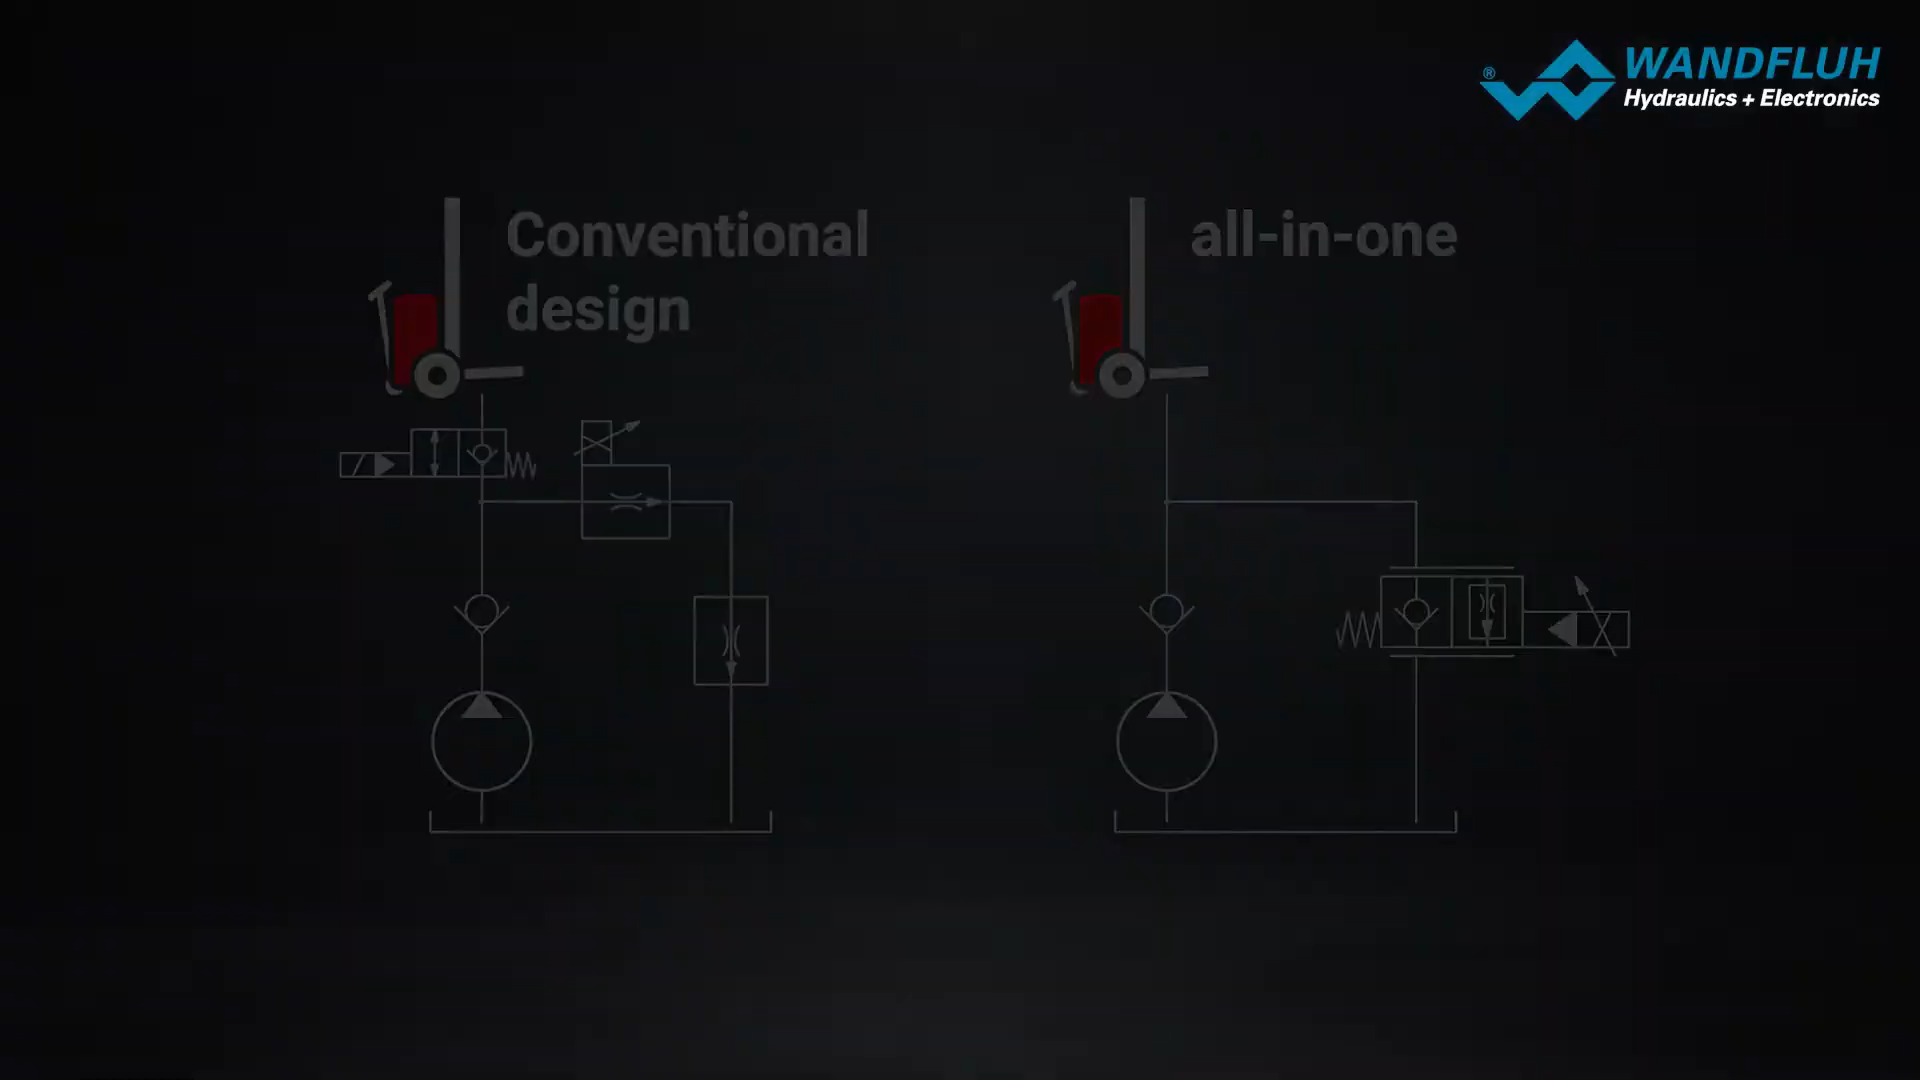 ® WANDFLUH
Hydraulics + Electronics
Conventional
design
all-in-one